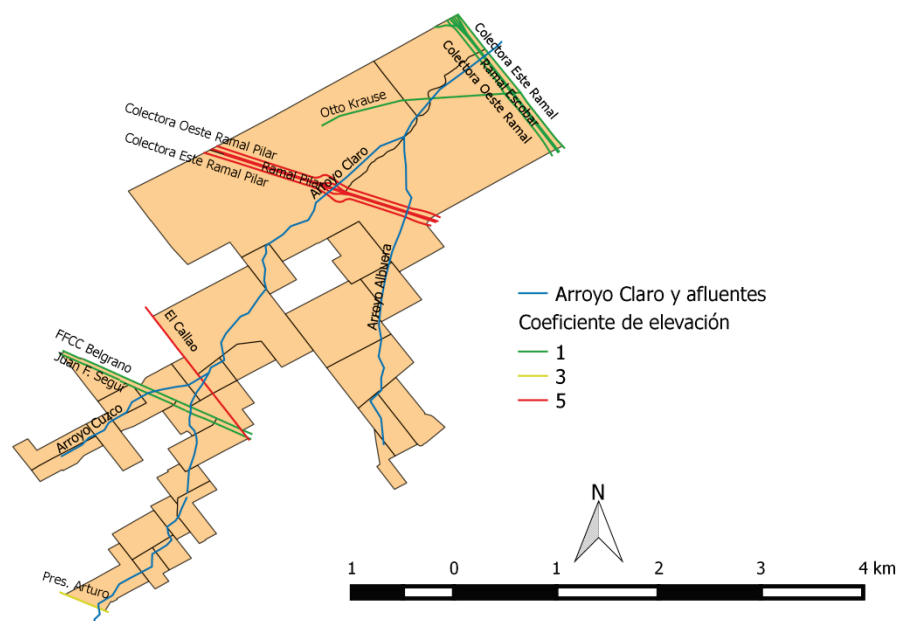 Colectora Este Ramal
Ramal Escobar
Colectora Oeste Ramal
Otto Krause
Colectora Oeste Ramal Pilar
Colectora Este Ramal Pilar
Ramal Pilar
Arroyo Claro
Arroyo Albuera
El Callao
FFCC Belgrano
Juan F. Seguí
Arroyo Cuzco
Pres. Arturo
Arroyo Claro y afluentes
Coeficiente de elevación
1
3
5
N
1 0 1 2 3 4 km